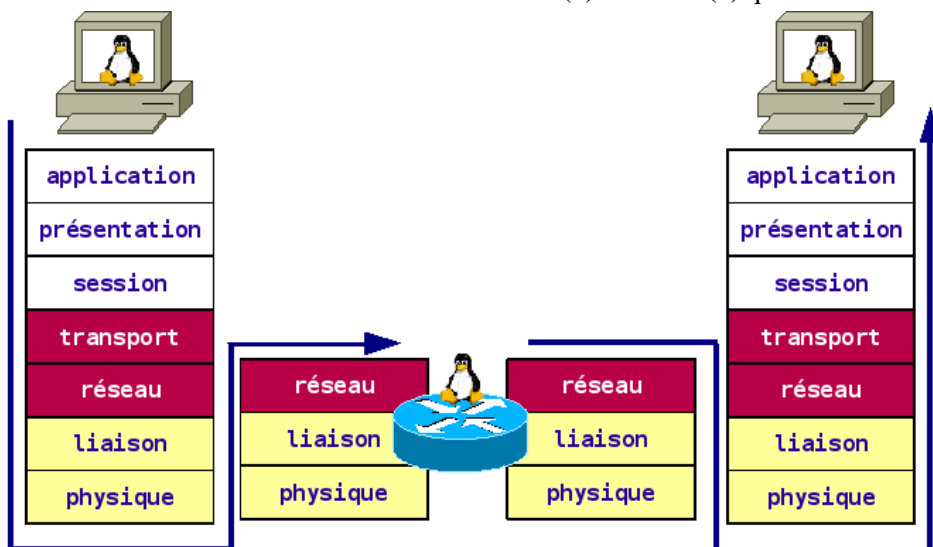 application
présentation
session
transport
réseau
liaison
physique
réseau
liaison
physique
réseau
liaison
physique
application
présentation
session
transport
réseau
liaison
physique